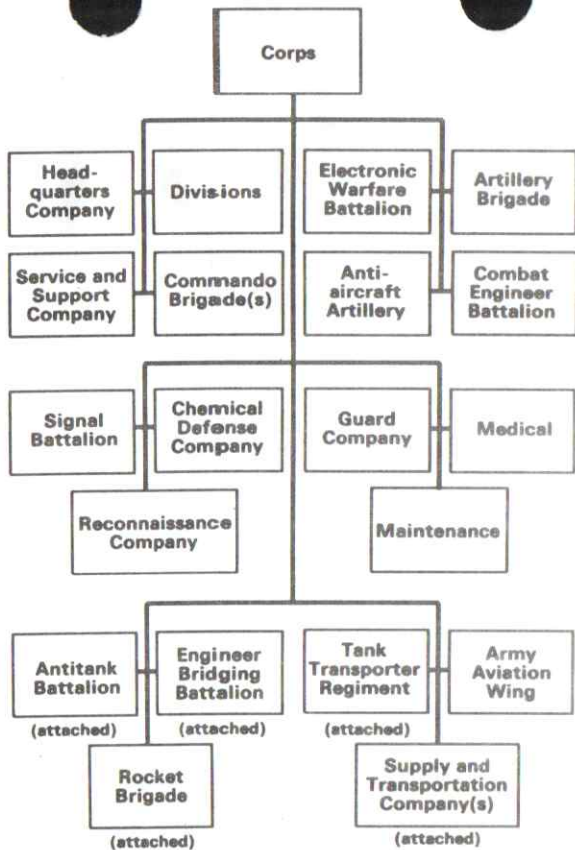 Corps
Head-
quarters
Company
Divisions
Electronic
Warfare
Battalion
Artillery
Brigade
Service and
Support
Company
Commando
Brigade(s)
Anti-
aircraft
Artillery
Combat
Engineer
Battalion
Signal
Battalion
Chemical
Defense
Company
Guard
Company
Medical
Reconnaissance
Company
Maintenance
Antitank
Battalion
(attached)
Engineer
Bridging
Battalion
(attached)
Tank
Transporter
Regiment
(attached)
Army
Aviation
Wing
Rocket
Brigade
(attached)
Supply and
Transportation
Company(s)
(attached)